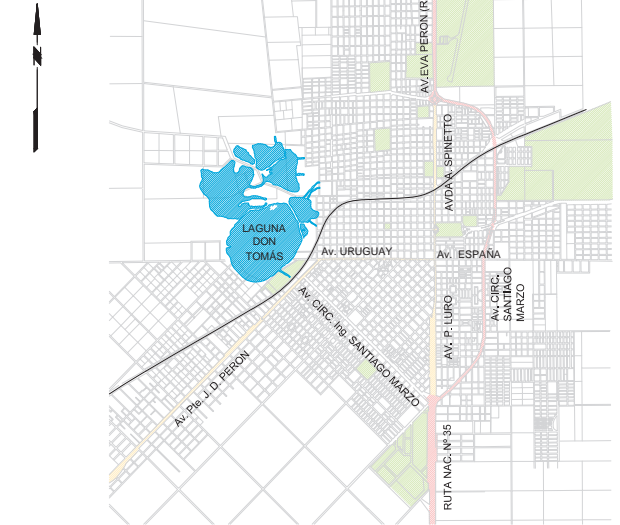 N
AV.EVA PERON (R
AVDA A. SPINETTO
LAGUNA
DON
TOMÁS
Av. URUGUAY
Av. ESPAÑA
Av. CIRC. Ing. SANTIAGO MARZO
Av. CIRC.
SANTIAGO
MARZO
AV. P. LURO
Av. Pte. J. D. PERON
RUTA NAC. Nº 35